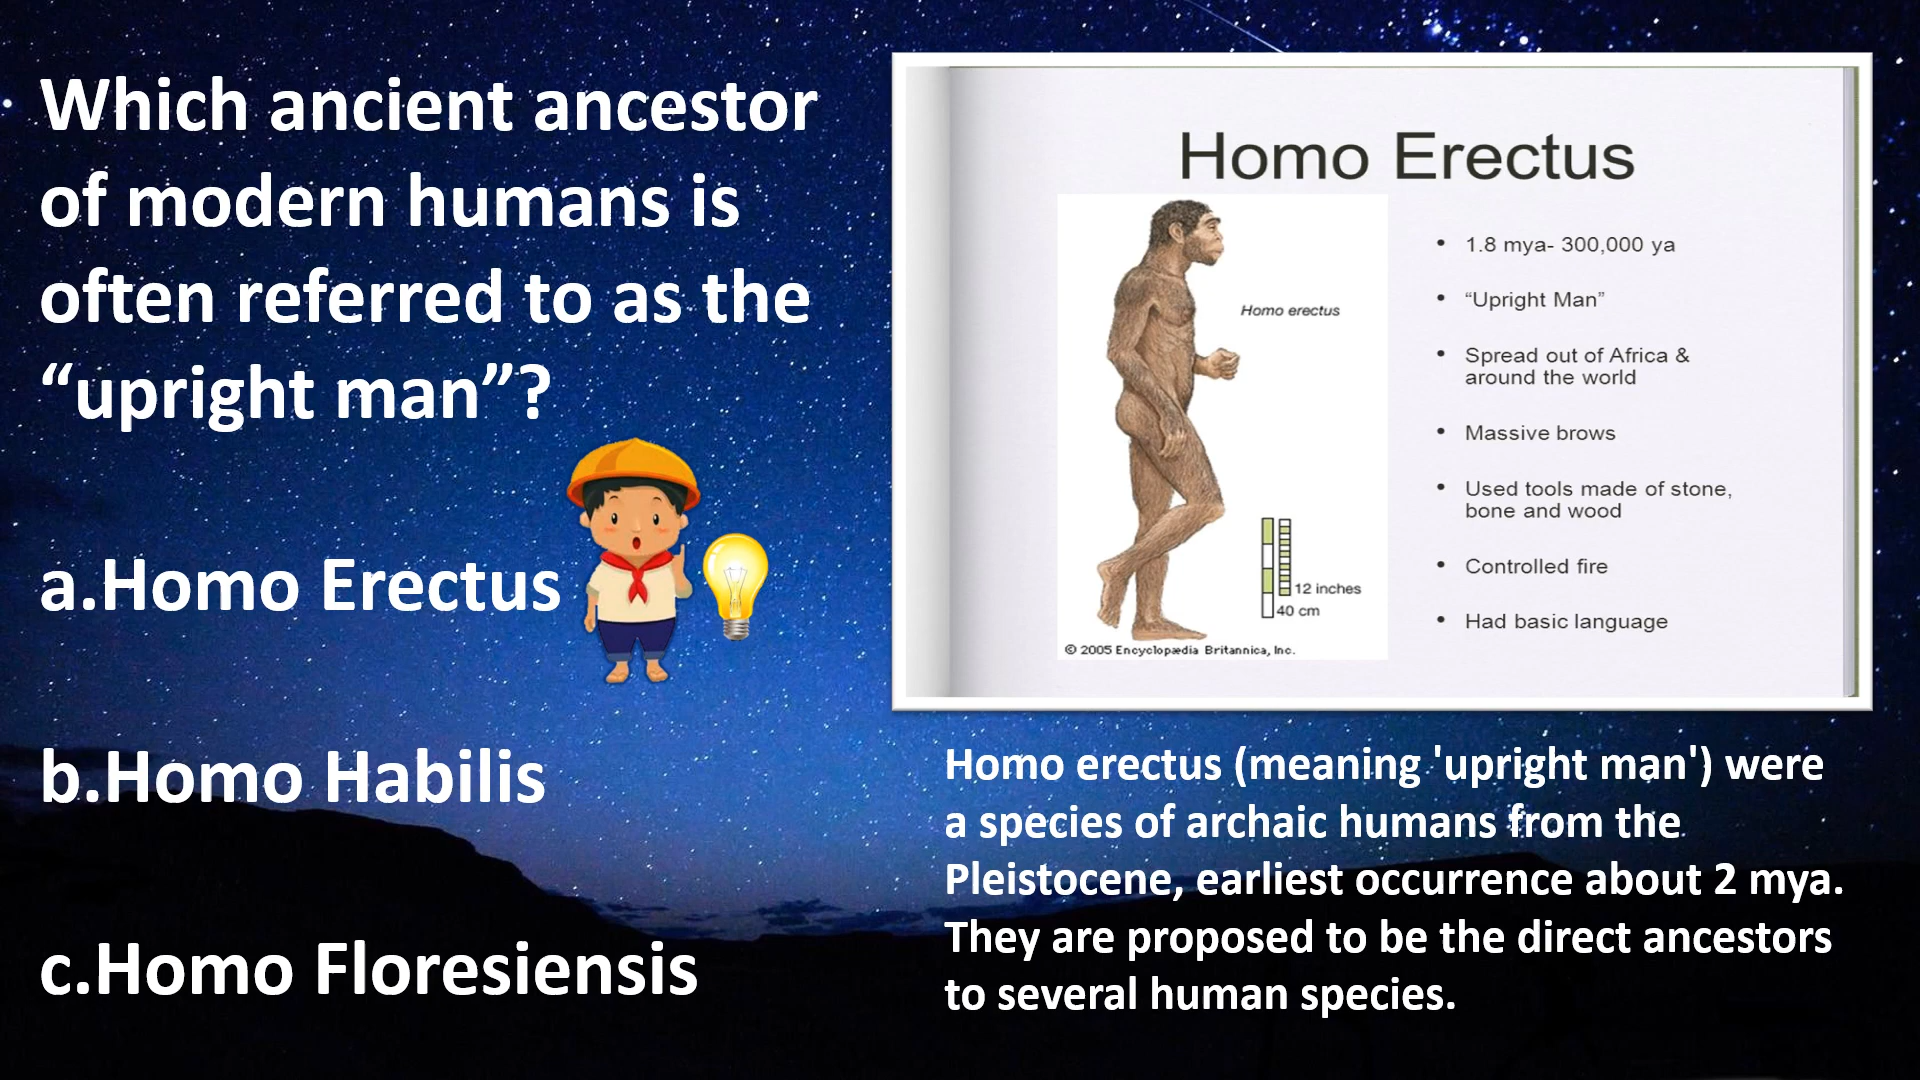 Which ancient ancestor
of modern humans is
often referred to as the
“upright man”?
a.Homo Erectus
b.Homo Habilis
c.Homo Floresiensis
Homo Erectus
Homo erectus
12 inches
40 cm
© 2005 Encyclopædia Britannica, Inc.
• 1.8 mya- 300,000 ya
• “Upright Man”
• Spread out of Africa &
around the world
• Massive brows
• Used tools made of stone,
bone and wood
• Controlled fire
• Had basic language
Homo erectus (meaning 'upright man') were
a species of archaic humans from the
Pleistocene, earliest occurrence about 2 mya.
They are proposed to be the direct ancestors
to several human species.